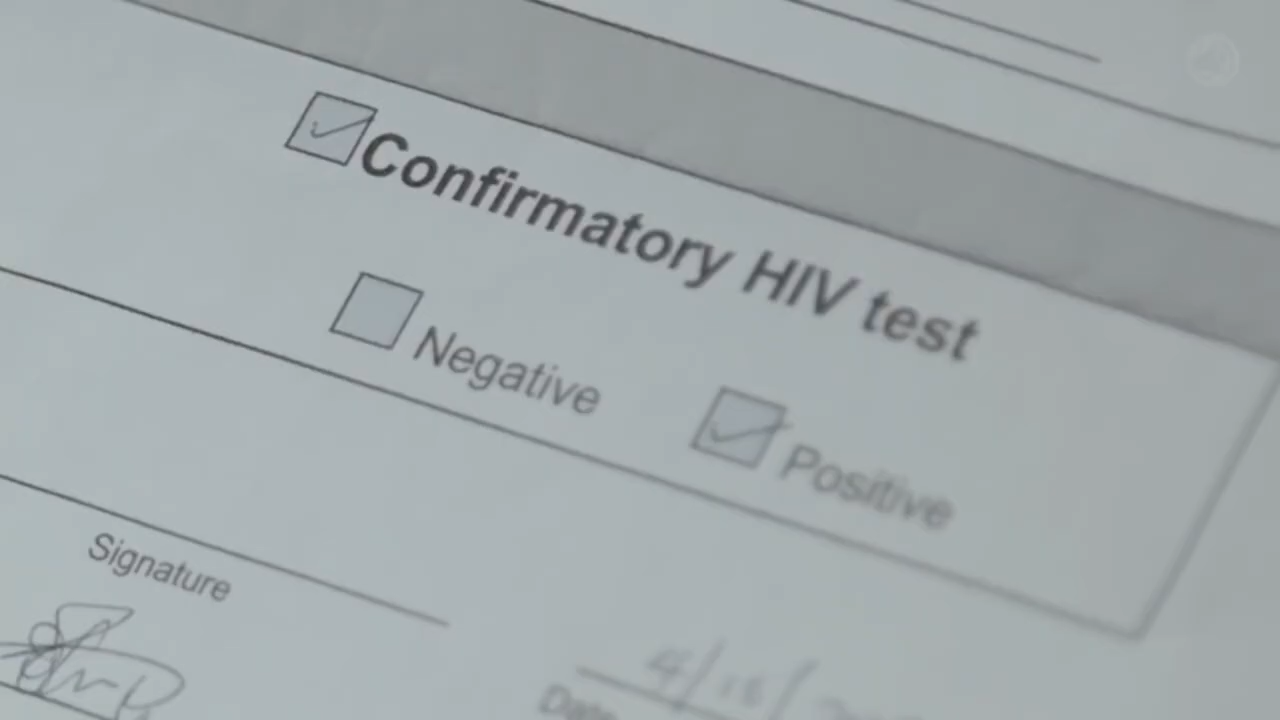 Confirmatory HIV test
Negative
Positive
Signature
Date